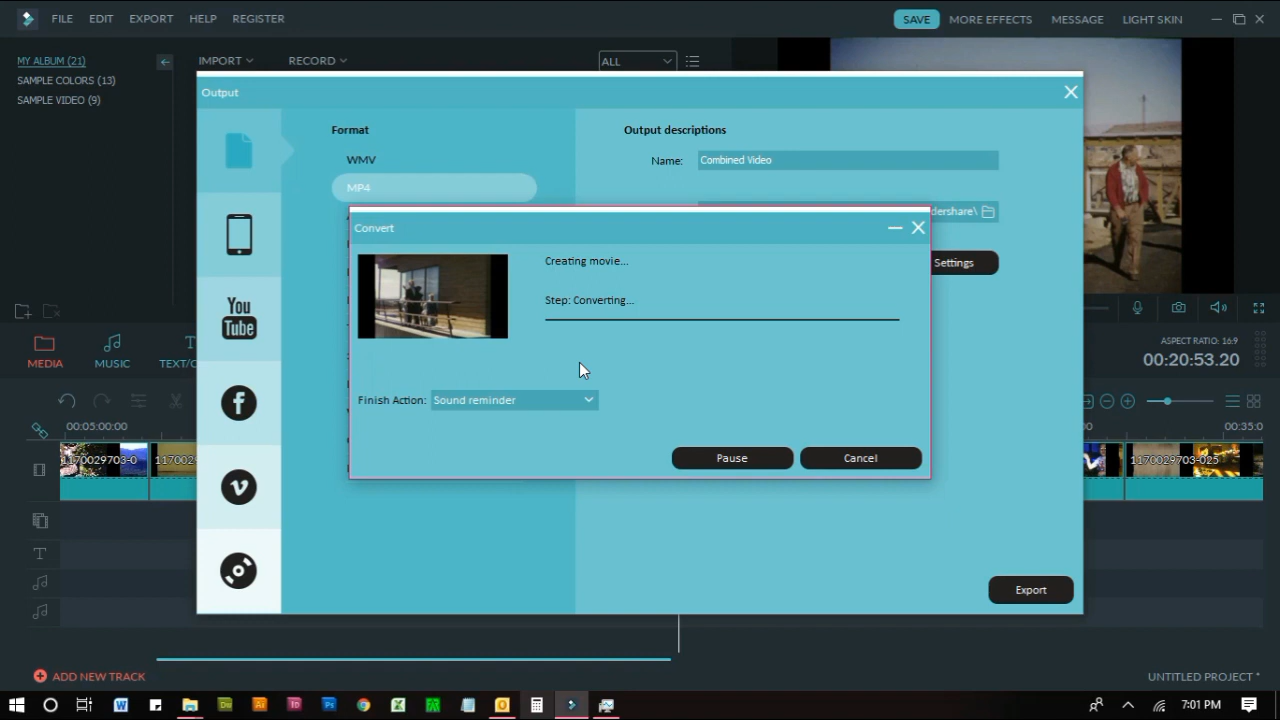 FILE EDIT EXPORT HELP REGISTER SAVE MORE EFFECTS MESSAGE LIGHT SKIN
MY ALBUM (21)
SAMPLE COLORS (13)
SAMPLE VIDEO (9)
IMPORT RECORD ALL
Output
Format
WMV
MP4
Output descriptions
Name: Combined Video
dershare\
Settings
Convert
Creating movie...
Step: Converting...
Finish Action: Sound reminder
Pause Cancel
You
Tube
Export
MEDIA MUSIC
ASPECT RATIO: 16:9
00:20:53.20
00:05:00:00
00:35:0
1170029703-0
117002
1170029703-025
T
ADD NEW TRACK
UNTITLED PROJECT *
7:01 PM